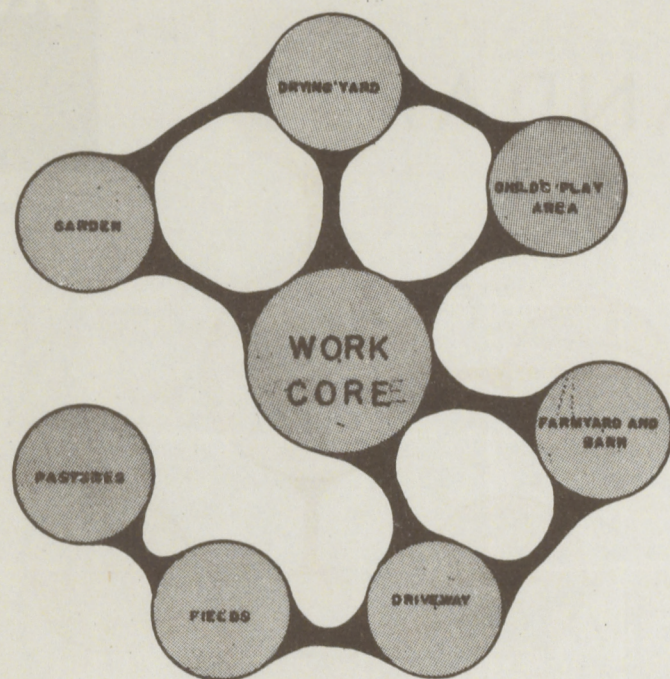 DRYING YARD
CHILD'S PLAY
AREA
GARDEN
WORK
CORE
FARMYARD AND
BARN
PASTURES
FIELDS
DRIVEWAY